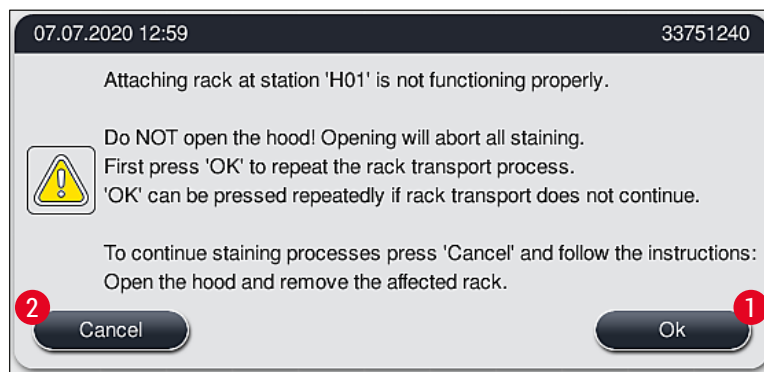 07.07.2020 12:59 33751240
Attaching rack at station 'H01' is not functioning properly.
Do NOT open the hood! Opening will abort all staining.
First press 'OK' to repeat the rack transport process.
'OK' can be pressed repeatedly if rack transport does not continue.
To continue staining processes press 'Cancel' and follow the instructions:
Open the hood and remove the affected rack.
2 1
Cancel Ok